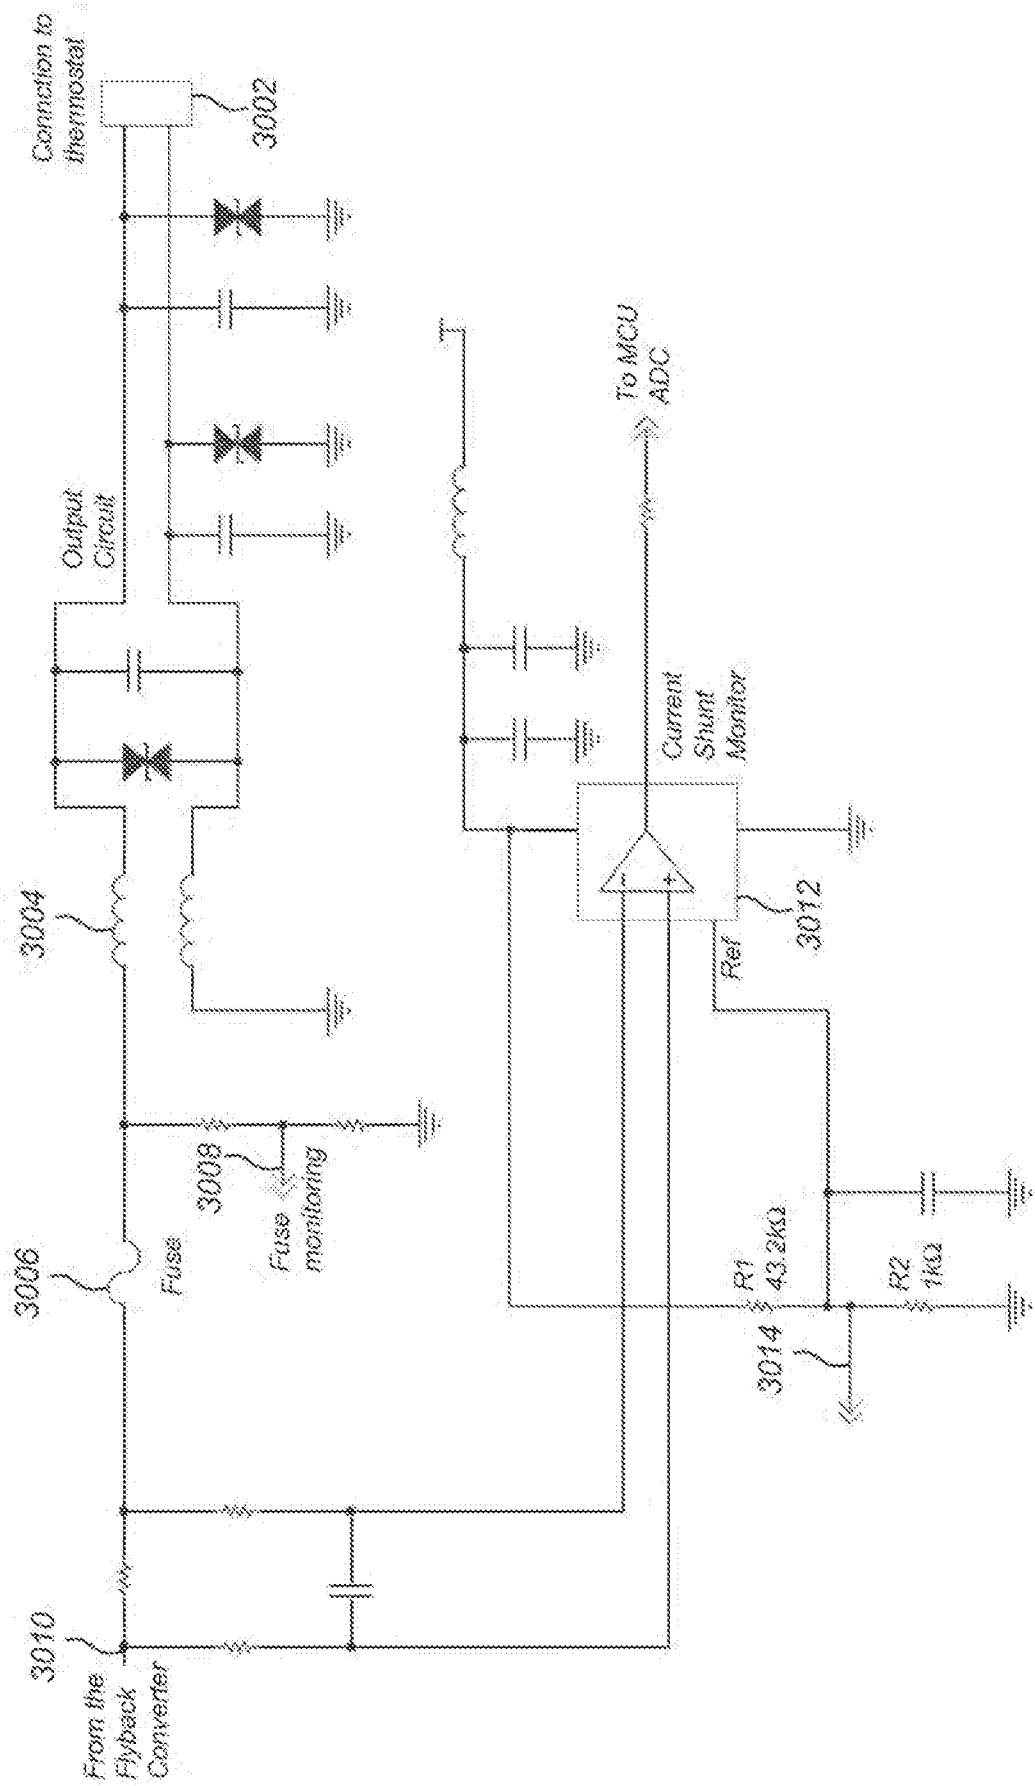 Connction to
thermostat
3002
Output
Circuit
3004
3006
Fuse
3008
Fuse
monitoring
3010
From the
Flyback
Converter
To MCU
ADC
Current
Shunt
Monitor
-
+
3012
Ref
R1
43.2kΩ
R2
1kΩ
3014